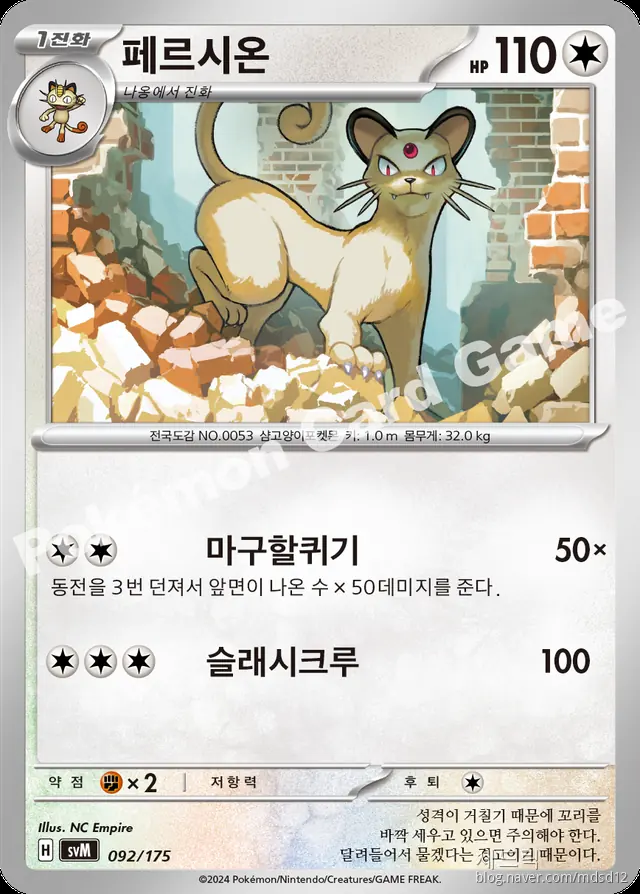 1진화
페르시온
HP 110
나옹에서 진화
전국도감 NO.0053 샴고양이포켓몬 키: 1.0 m 몸무게: 32.0 kg
Pokémon Card Game
마구할퀴기 50×
동전을 3번 던져서 앞면이 나온 수 × 50데미지를 준다.
슬래시크루 100
약점 ×2 저항력 후퇴
Illus. NC Empire
H svM 092/175
성격이 거칠기 때문에 꼬리를
바짝 세우고 있으면 주의해야 한다.
달려들어서 물겠다는 경고이기 때문이다.
©2024 Pokémon/Nintendo/Creatures/GAME FREAK.
blog.naver.com/mdsd12